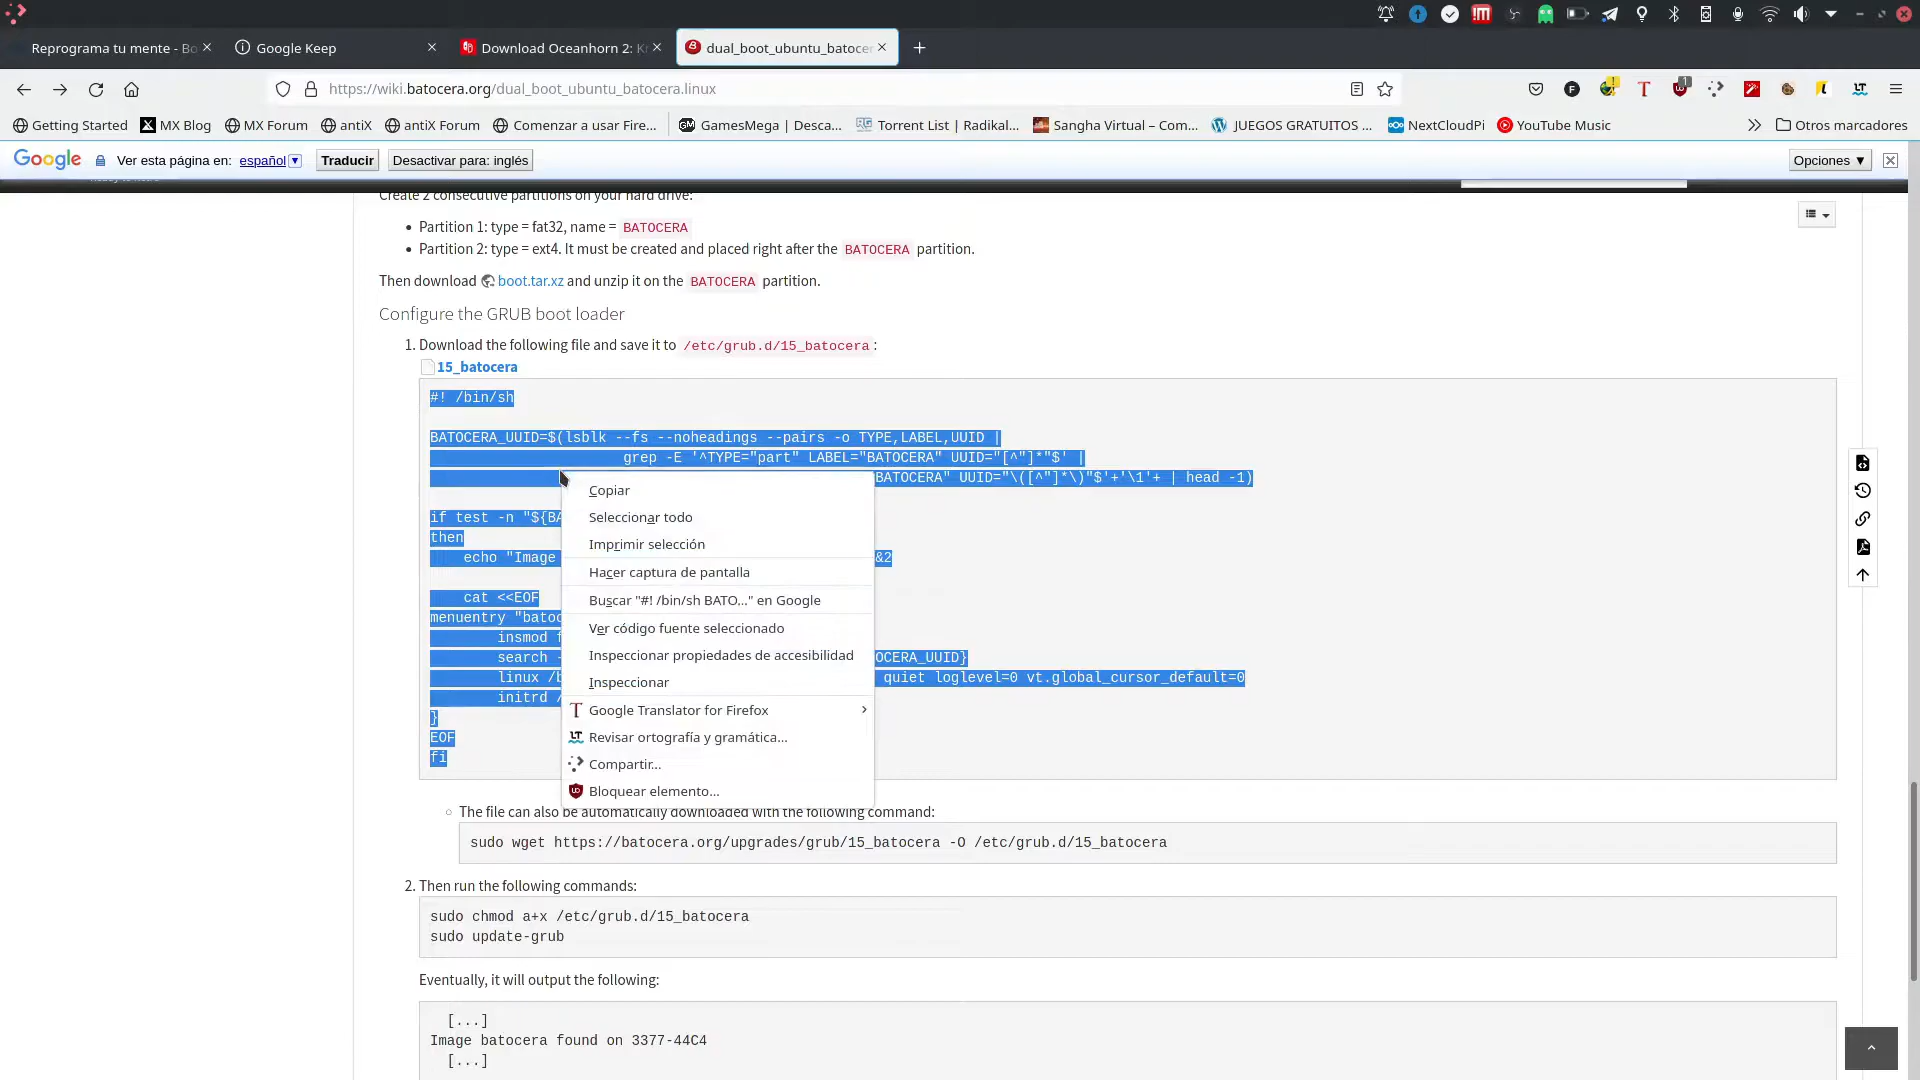 Reprograma tu mente - Bo
Google Keep
Download Oceanhorn 2: Kr
dual_boot_ubuntu_batocer
https://wiki.batocera.org/dual_boot_ubuntu_batocera.linux
Getting Started
MX Blog
MX Forum
antiX
antiX Forum
Comenzar a usar Fire...
GamesMega | Desca...
Torrent List | Radikal...
Sangha Virtual – Com...
JUEGOS GRATUITOS ...
NextCloudPi
YouTube Music
Otros marcadores
Google Ver esta página en: español Traducir Desactivar para: inglés Opciones ▼
Create 2 consecutive partitions on your hard drive:
• Partition 1: type = fat32, name = BATOCERA
• Partition 2: type = ext4. It must be created and placed right after the BATOCERA partition.
Then download boot.tar.xz and unzip it on the BATOCERA partition.
Configure the GRUB boot loader
1. Download the following file and save it to /etc/grub.d/15_batocera :
15_batocera
#! /bin/sh
BATOCERA_UUID=$(lsblk --fs --noheadings --pairs -o TYPE,LABEL,UUID |
grep -E '^TYPE="part" LABEL="BATOCERA" UUID="[^"]*"$' |
BATOCERA" UUID="\([^"]*\)"$'+'\1'+ | head -1)
if test -n "${BA
then
echo "Image &2
cat <<EOF
menuentry "batoc
insmod f
search - OCERA_UUID}
linux /b quiet loglevel=0 vt.global_cursor_default=0
initrd /
}
EOF
fi
Copiar
Seleccionar todo
Imprimir selección
Hacer captura de pantalla
Buscar "#! /bin/sh BATO..." en Google
Ver código fuente seleccionado
Inspeccionar propiedades de accesibilidad
Inspeccionar
Google Translator for Firefox
Revisar ortografía y gramática...
Compartir...
Bloquear elemento...
The file can also be automatically downloaded with the following command:
sudo wget https://batocera.org/upgrades/grub/15_batocera -O /etc/grub.d/15_batocera
2. Then run the following commands:
sudo chmod a+x /etc/grub.d/15_batocera
sudo update-grub
Eventually, it will output the following:
[...]
Image batocera found on 3377-44C4
[...]